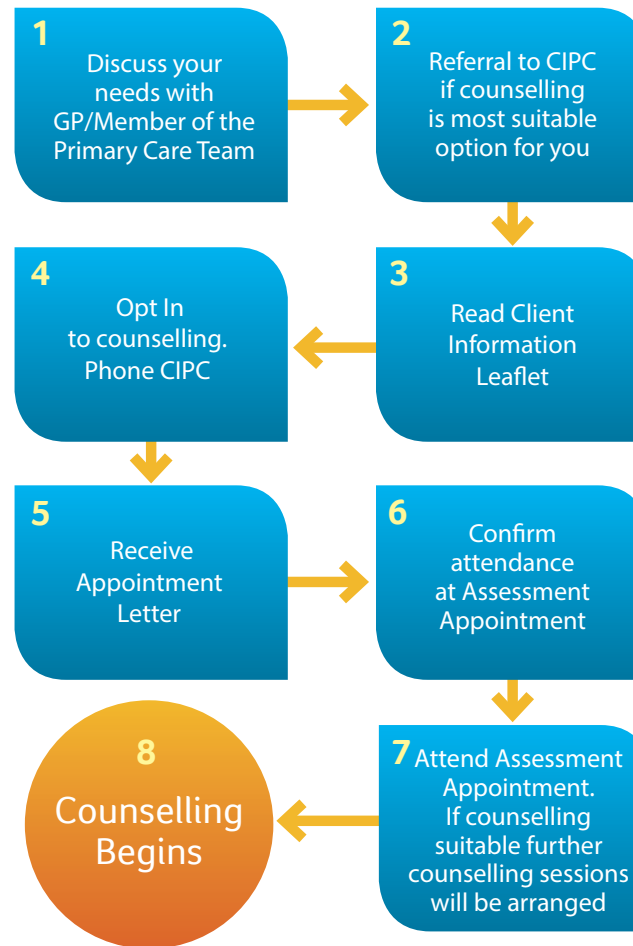 1
Discuss your
needs with
GP/Member of the
Primary Care Team
2
Referral to CIPC
if counselling
is most suitable
option for you
3
Read Client
Information
Leaflet
4
Opt In
to counselling.
Phone CIPC
5
Receive
Appointment
Letter
6
Confirm
attendance
at Assessment
Appointment
7 Attend Assessment
Appointment.
If counselling
suitable further
counselling sessions
will be arranged
8
Counselling
Begins